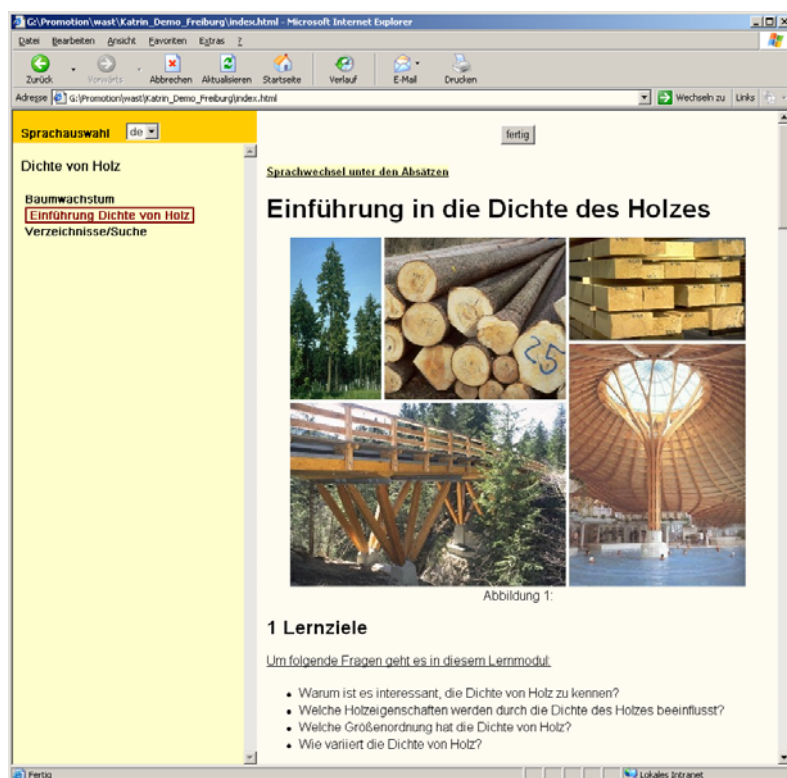 G:\Promotion\wast\Katrin_Demo_Freiburg\index.html - Microsoft Internet Explorer
Datei Bearbeiten Ansicht Favoriten Extras ?
Zurück Vorwärts Abbrechen Aktualisieren Startseite Verlauf E-Mail Drucken
Adresse G:\Promotion\wast\Katrin_Demo_Freiburg\index.html Wechseln zu Links
Sprachauswahl de
Dichte von Holz
Baumwachstum
Einführung Dichte von Holz
Verzeichnisse/Suche
fertig
Sprachwechsel unter den Absätzen
Einführung in die Dichte des Holzes
25
Abbildung 1:
1 Lernziele
Um folgende Fragen geht es in diesem Lernmodul:
• Warum ist es interessant, die Dichte von Holz zu kennen?
• Welche Holzeigenschaften werden durch die Dichte des Holzes beeinflusst?
• Welche Größenordnung hat die Dichte von Holz?
• Wie variiert die Dichte von Holz?
Fertig Lokales Intranet